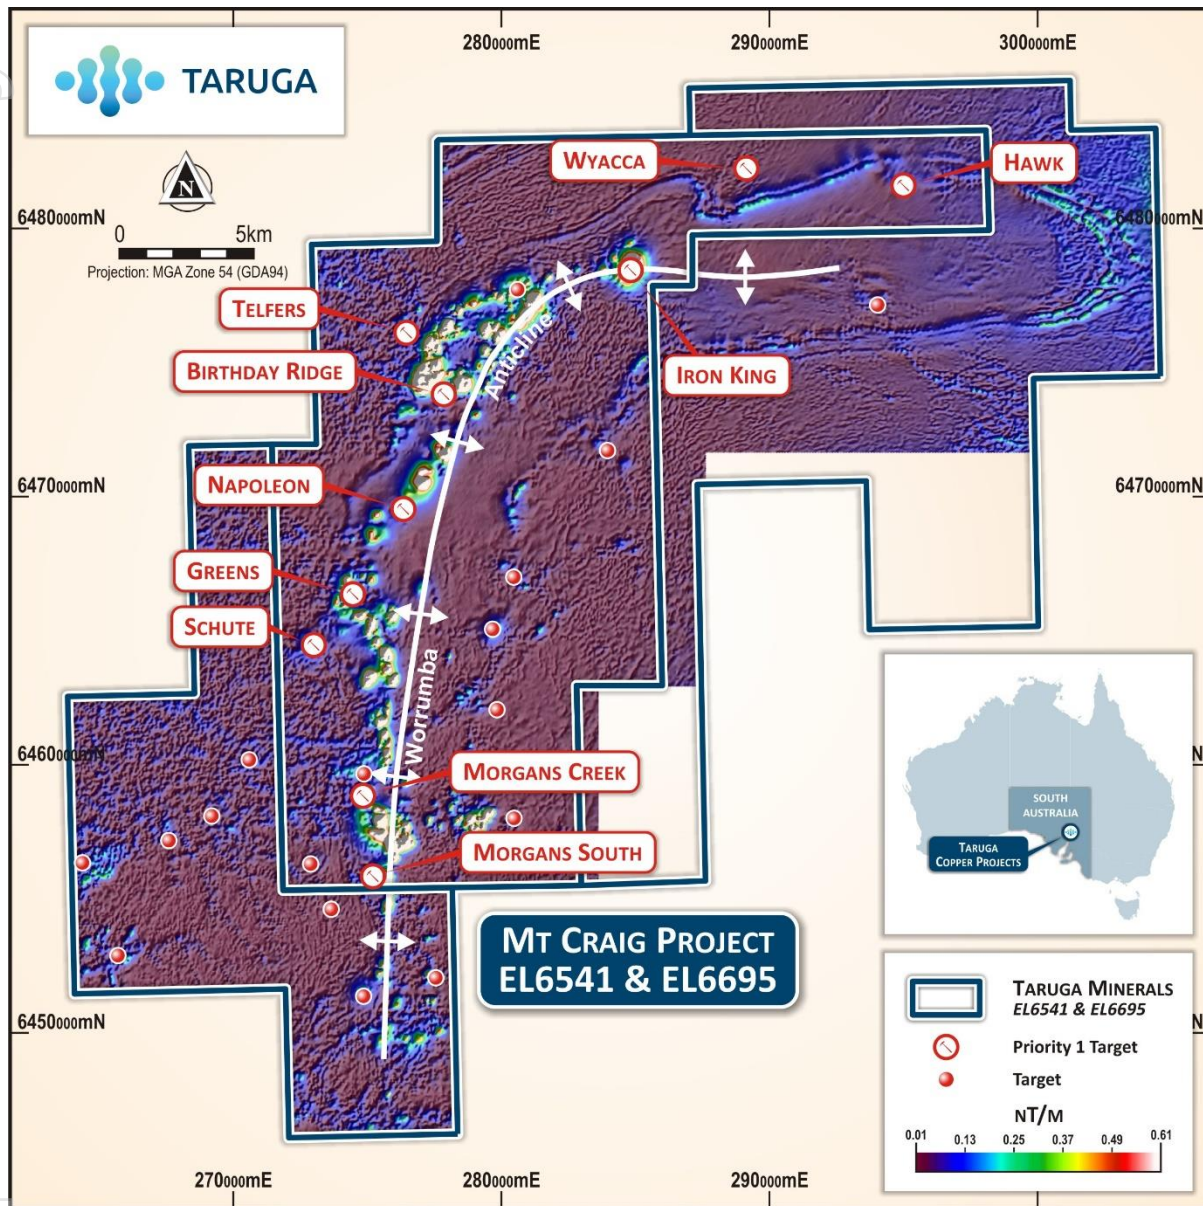 280000mE
290000mE
300000mE
TARUGA
WYACCA
HAWK
N
6480000mN
6480000mN
0
5km
Projection: MGA Zone 54 (GDA94)
TELFERS
BIRTHDAY RIDGE
Anticline
IRON KING
NAPOLEON
6470000mN
6470000mN
GREENS
SCHUTE
Worrumba
6460000mN
MORGANS CREEK
MORGANS SOUTH
SOUTH
AUSTRALIA
TARUGA
COPPER PROJECTS
MT CRAIG PROJECT
EL6541 & EL6695
TARUGA MINERALS
EL6541 & EL6695
6450000mN
Priority 1 Target
Target
NT/M
0.01
0.13
0.25
0.37
0.49
0.61
270000mE
280000mE
290000mE
300000mE